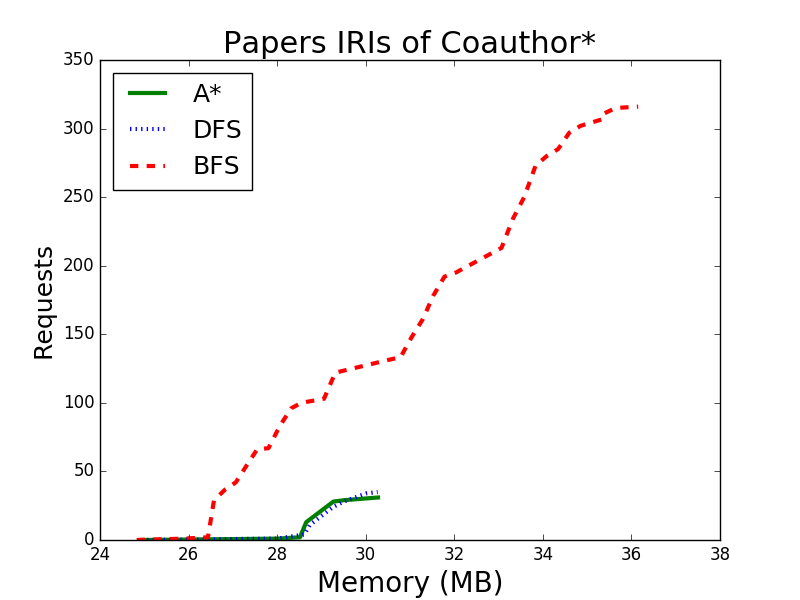 Papers IRIs of Coauthor*
350
300
250
200
150
100
50
0
A*
DFS
BFS
Requests
24 26 28 30 32 34 36 38
Memory (MB)